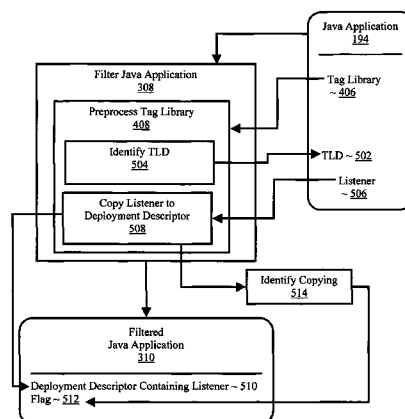 Java Application
194
Tag Library
~ 406
TLD ~ 502
Listener
~ 506
Filter Java Application
308
Preprocess Tag Library
408
Identify TLD
504
Copy Listener to
Deployment Descriptor
508
Identify Copying
514
Filtered
Java Application
310
Deployment Descriptor Containing Listener ~ 510
Flag ~ 512